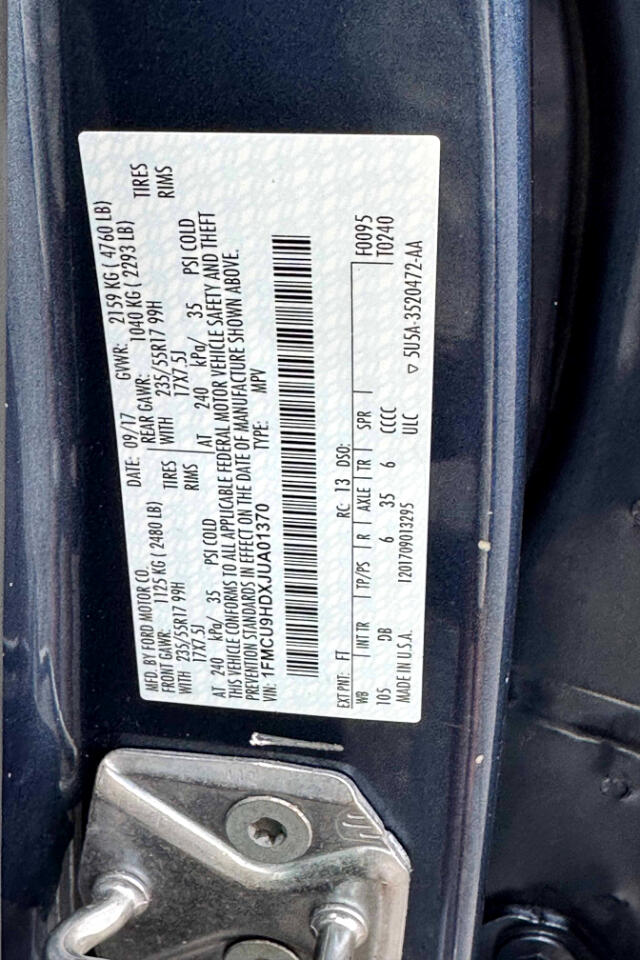 MFD. BY FORD MOTOR CO.
DATE: 09/17 GVWR: 2159 KG ( 4760 LB)
FRONT GAWR: 1125 KG ( 2480 LB) REAR GAWR: 1040 KG ( 2293 LB)
WITH 235/55R17 99H TIRES WITH 235/55R17 99H TIRES
17X7.5J RIMS 17X7.5J RIMS
AT 240 kPa/ 35 PSI COLD AT 240 kPa/ 35 PSI COLD
THIS VEHICLE CONFORMS TO ALL APPLICABLE FEDERAL MOTOR VEHICLE SAFETY AND THEFT
PREVENTION STANDARDS IN EFFECT ON THE DATE OF MANUFACTURE SHOWN ABOVE.
VIN: 1FMCU9HDXJUA01370 TYPE: MPV
EXT PNT: FT RC: 13 DSO: F0095
WB INT TR TP/PS R AXLE TR SPR T0240
105 DB 6 35 6 CCCC
MADE IN U.S.A. 1201709013295 ULC 5U5A-3520472-AA